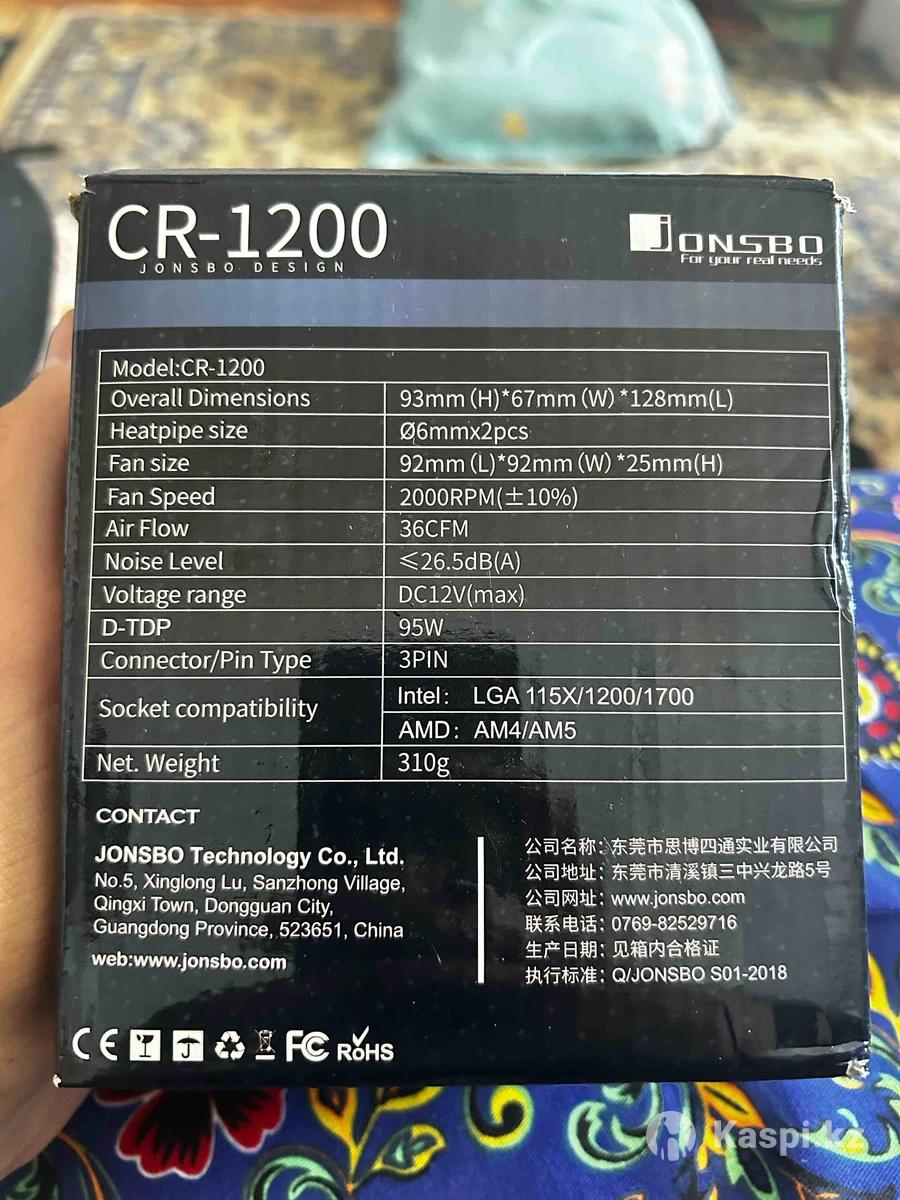 CR-1200
JONSBO DESIGN
JONSBO
For your real needs
Model:CR-1200
Overall Dimensions 93mm(H)*67mm(W)*128mm(L)
Heatpipe size Ø6mmx2pcs
Fan size 92mm(L)*92mm(W)*25mm(H)
Fan Speed 2000RPM(±10%)
Air Flow 36CFM
Noise Level ≤26.5dB(A)
Voltage range DC12V(max)
D-TDP 95W
Connector/Pin Type 3PIN
Socket compatibility Intel: LGA 115X/1200/1700
AMD: AM4/AM5
Net. Weight 310g
CONTACT
JONSBO Technology Co., Ltd.
No.5, Xinglong Lu, Sanzhong Village,
Qingxi Town, Dongguan City,
Guangdong Province, 523651, China
web:www.jonsbo.com
公司名称：东莞市思博四通实业有限公司
公司地址：东莞市清溪镇三中兴龙路5号
公司网址：www.jonsbo.com
联系电话：0769-82529716
生产日期：见箱内合格证
执行标准：Q/JONSBO S01-2018
CE FC RoHS
Kaspi.kz